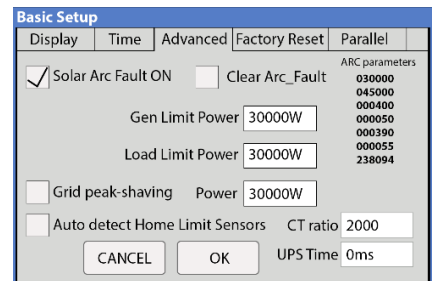 Basic Setup
Display Time Advanced Factory Reset Parallel
ARC parameters
Solar Arc Fault ON Clear Arc_Fault
030000
045000
000400
000050
000390
000055
238094
Gen Limit Power 30000W
Load Limit Power 30000W
Grid peak-shaving Power 30000W
Auto detect Home Limit Sensors CT ratio 2000
CANCEL OK UPS Time 0ms